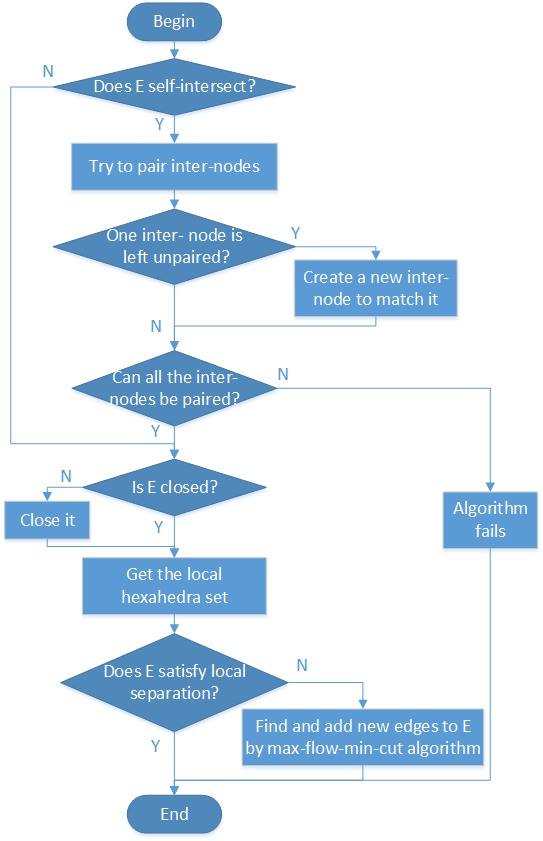 Begin
N
Does E self-intersect?
Y
Try to pair inter-nodes
One inter- node is
left unpaired?
Y
Create a new inter-
node to match it
N
Can all the inter-
nodes be paired?
N
Y
Is E closed?
N
Close it
Y
Algorithm
fails
Get the local
hexahedra set
Does E satisfy local
separation?
N
Find and add new edges to E
by max-flow-min-cut algorithm
Y
End